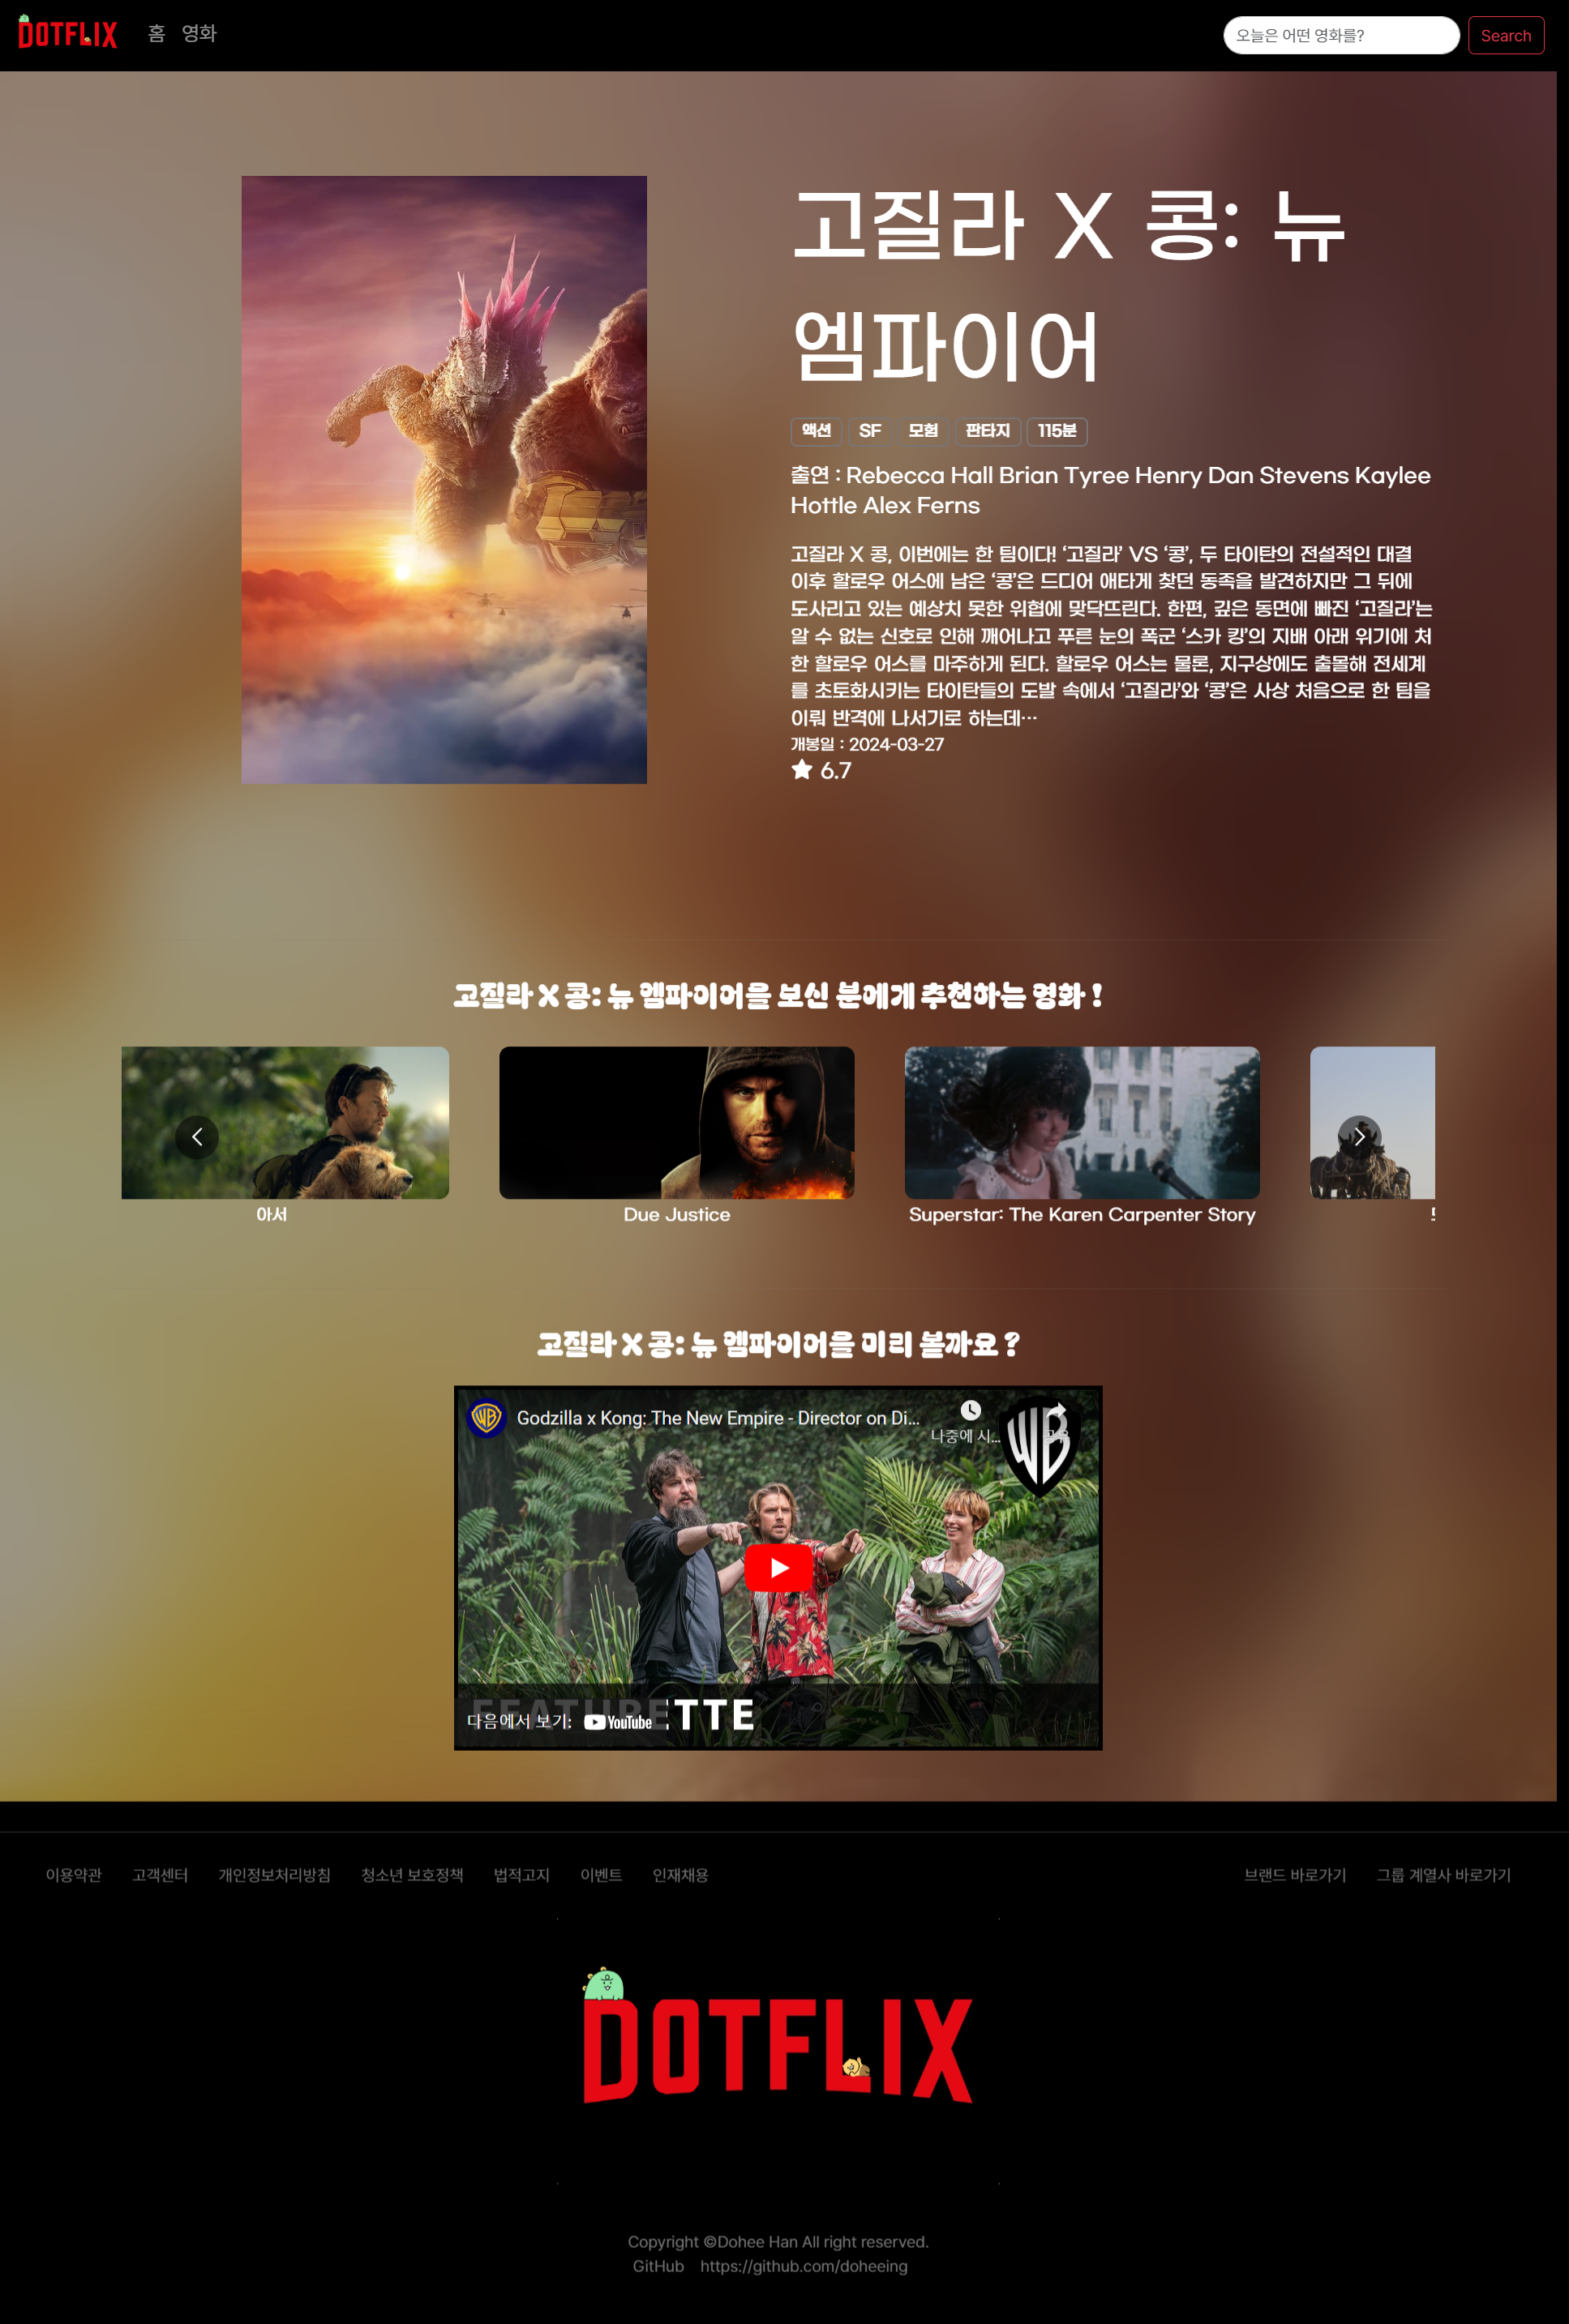 DOTFLIX
홈 영화
오늘은 어떤 영화를?
Search
고질라 X 콩: 뉴
엠파이어
액션 SF 모험 판타지 115분
출연 : Rebecca Hall Brian Tyree Henry Dan Stevens Kaylee
Hottle Alex Ferns
고질라 X 콩, 이번에는 한 팀이다! ‘고질라’ VS ‘콩’, 두 타이탄의 전설적인 대결
이후 할로우 어스에 남은 ‘콩’은 드디어 애타게 찾던 동족을 발견하지만 그 뒤에
도사리고 있는 예상치 못한 위협에 맞닥뜨린다. 한편, 깊은 동면에 빠진 ‘고질라’는
알 수 없는 신호로 인해 깨어나고 푸른 눈의 폭군 ‘스카 킹’의 지배 아래 위기에 처
한 할로우 어스를 마주하게 된다. 할로우 어스는 물론, 지구상에도 출몰해 전세계
를 초토화시키는 타이탄들의 도발 속에서 ‘고질라’와 ‘콩’은 사상 처음으로 한 팀을
이뤄 반격에 나서기로 하는데…
개봉일 : 2024-03-27
6.7
고질라 X 콩: 뉴 엠파이어을 보신 분에게 추천하는 영화 !
아서
Due Justice
Superstar: The Karen Carpenter Story
고질라 X 콩: 뉴 엠파이어을 미리 볼까요 ?
WB
Godzilla x Kong: The New Empire - Director on Di...
나중에 시...
공유
WB
FEATURETTE
다음에서 보기: YouTube
이용약관 고객센터 개인정보처리방침 청소년 보호정책 법적고지 이벤트 인재채용
브랜드 바로가기 그룹 계열사 바로가기
DOTFLIX
Copyright ©Dohee Han All right reserved.
GitHub https://github.com/doheeing